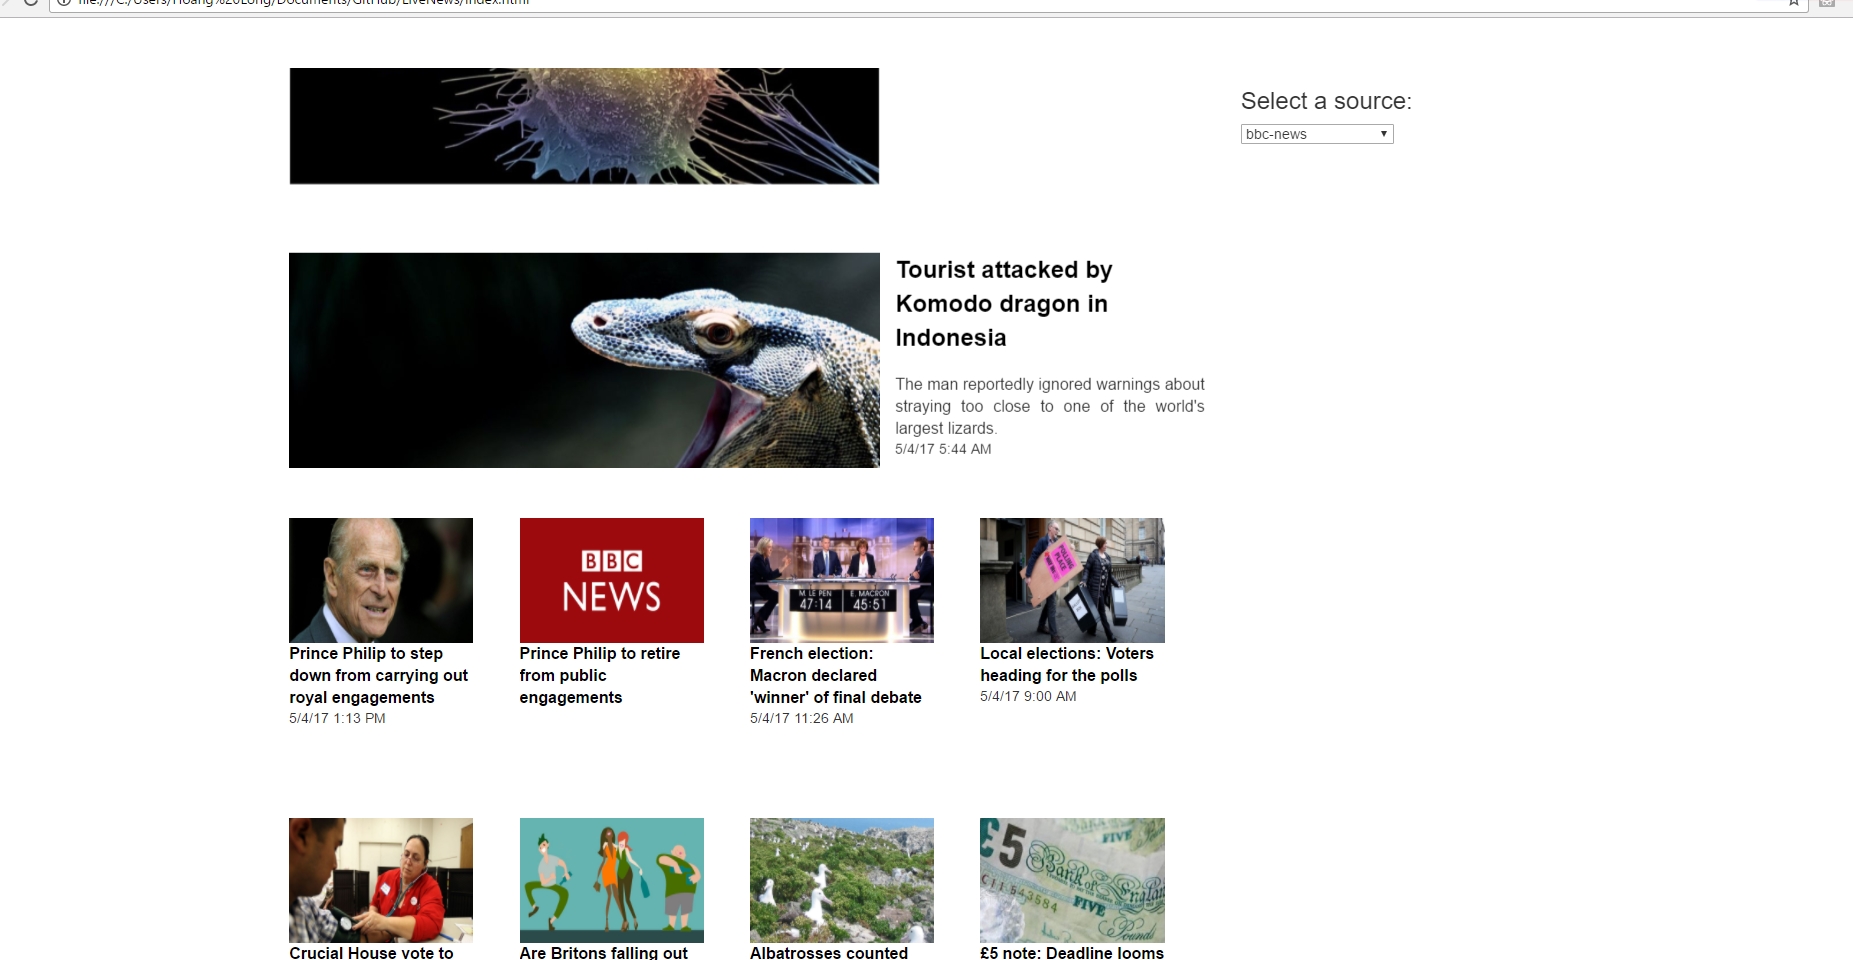 file:///C:/Users/Hoang%20Long/Documents/GitHub/LiveNews/index.html
Select a source:
bbc-news
Tourist attacked by
Komodo dragon in
Indonesia
The man reportedly ignored warnings about
straying too close to one of the world's
largest lizards.
5/4/17 5:44 AM
BBC
NEWS
M. LE PEN
47:14
E. MACRON
45:51
POLLING
PLACE
Prince Philip to step
down from carrying out
royal engagements
5/4/17 1:13 PM
Prince Philip to retire
from public
engagements
French election:
Macron declared
'winner' of final debate
5/4/17 11:26 AM
Local elections: Voters
heading for the polls
5/4/17 9:00 AM
£5
FIVE
Bank of
England
FIVE
Pounds
Crucial House vote to
Are Britons falling out
Albatrosses counted
£5 note: Deadline looms